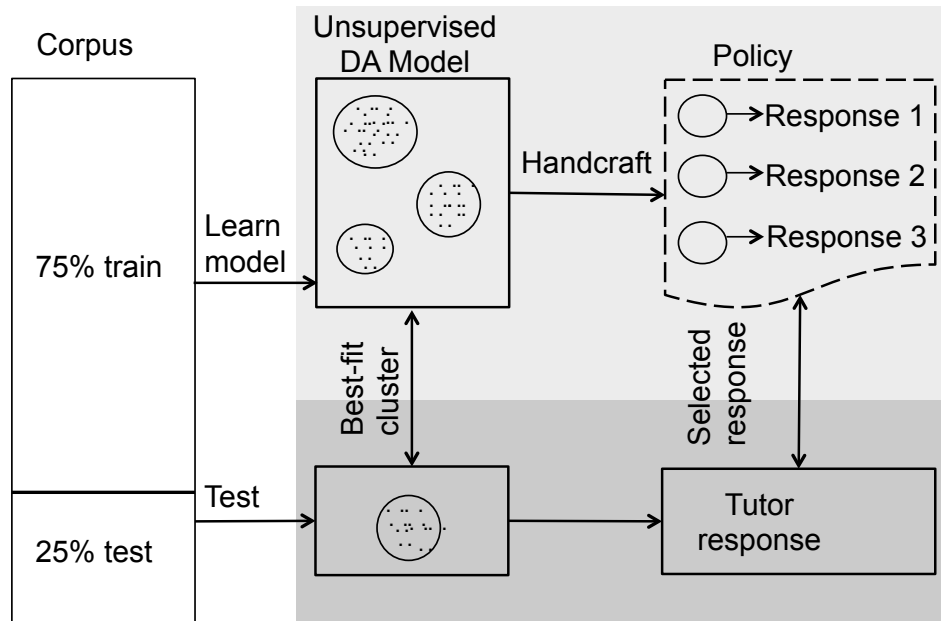 Corpus
75% train
25% test
Learn
model
Test
Unsupervised
DA Model
Handcraft
Policy
Response 1
Response 2
Response 3
Best-fit
cluster
Selected
response
Tutor
response